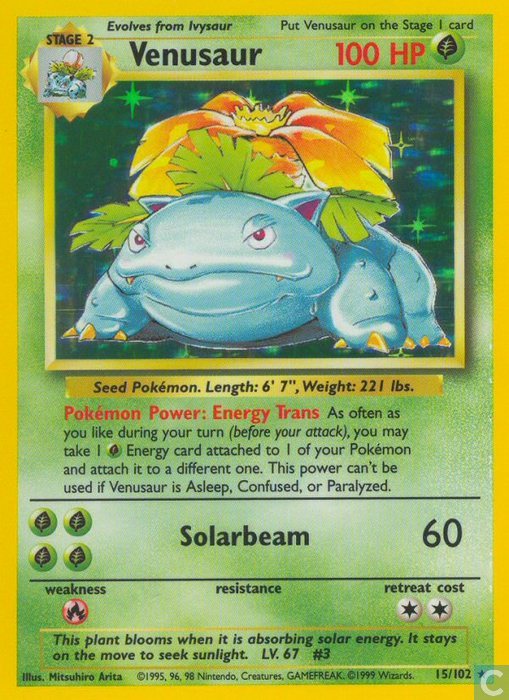 Evolves from Ivysaur
Put Venusaur on the Stage 1 card
STAGE 2
Venusaur
100 HP
Seed Pokémon. Length: 6' 7", Weight: 221 lbs.
Pokémon Power: Energy Trans As often as
you like during your turn (before your attack), you may
take 1 Energy card attached to 1 of your Pokémon
and attach it to a different one. This power can't be
used if Venusaur is Asleep, Confused, or Paralyzed.
Solarbeam
60
weakness
resistance
retreat cost
This plant blooms when it is absorbing solar energy. It stays
on the move to seek sunlight. LV. 67 #3
Illus. Mitsuhiro Arita
©1995, 96, 98 Nintendo, Creatures, GAMEFREAK. ©1999 Wizards.
15/102 ★
C